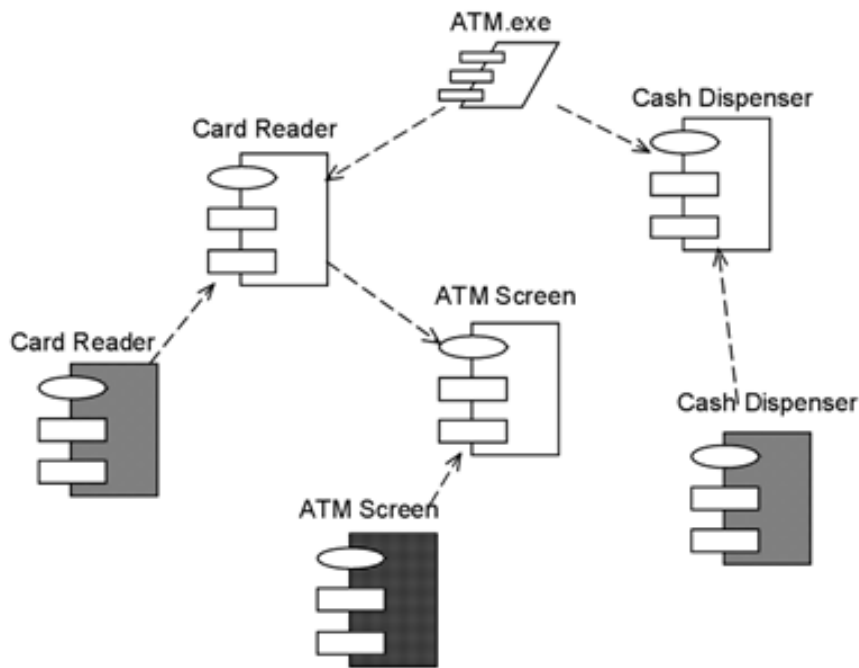 ATM.exe
Cash Dispenser
Card Reader
ATM Screen
Card Reader
Cash Dispenser
ATM Screen